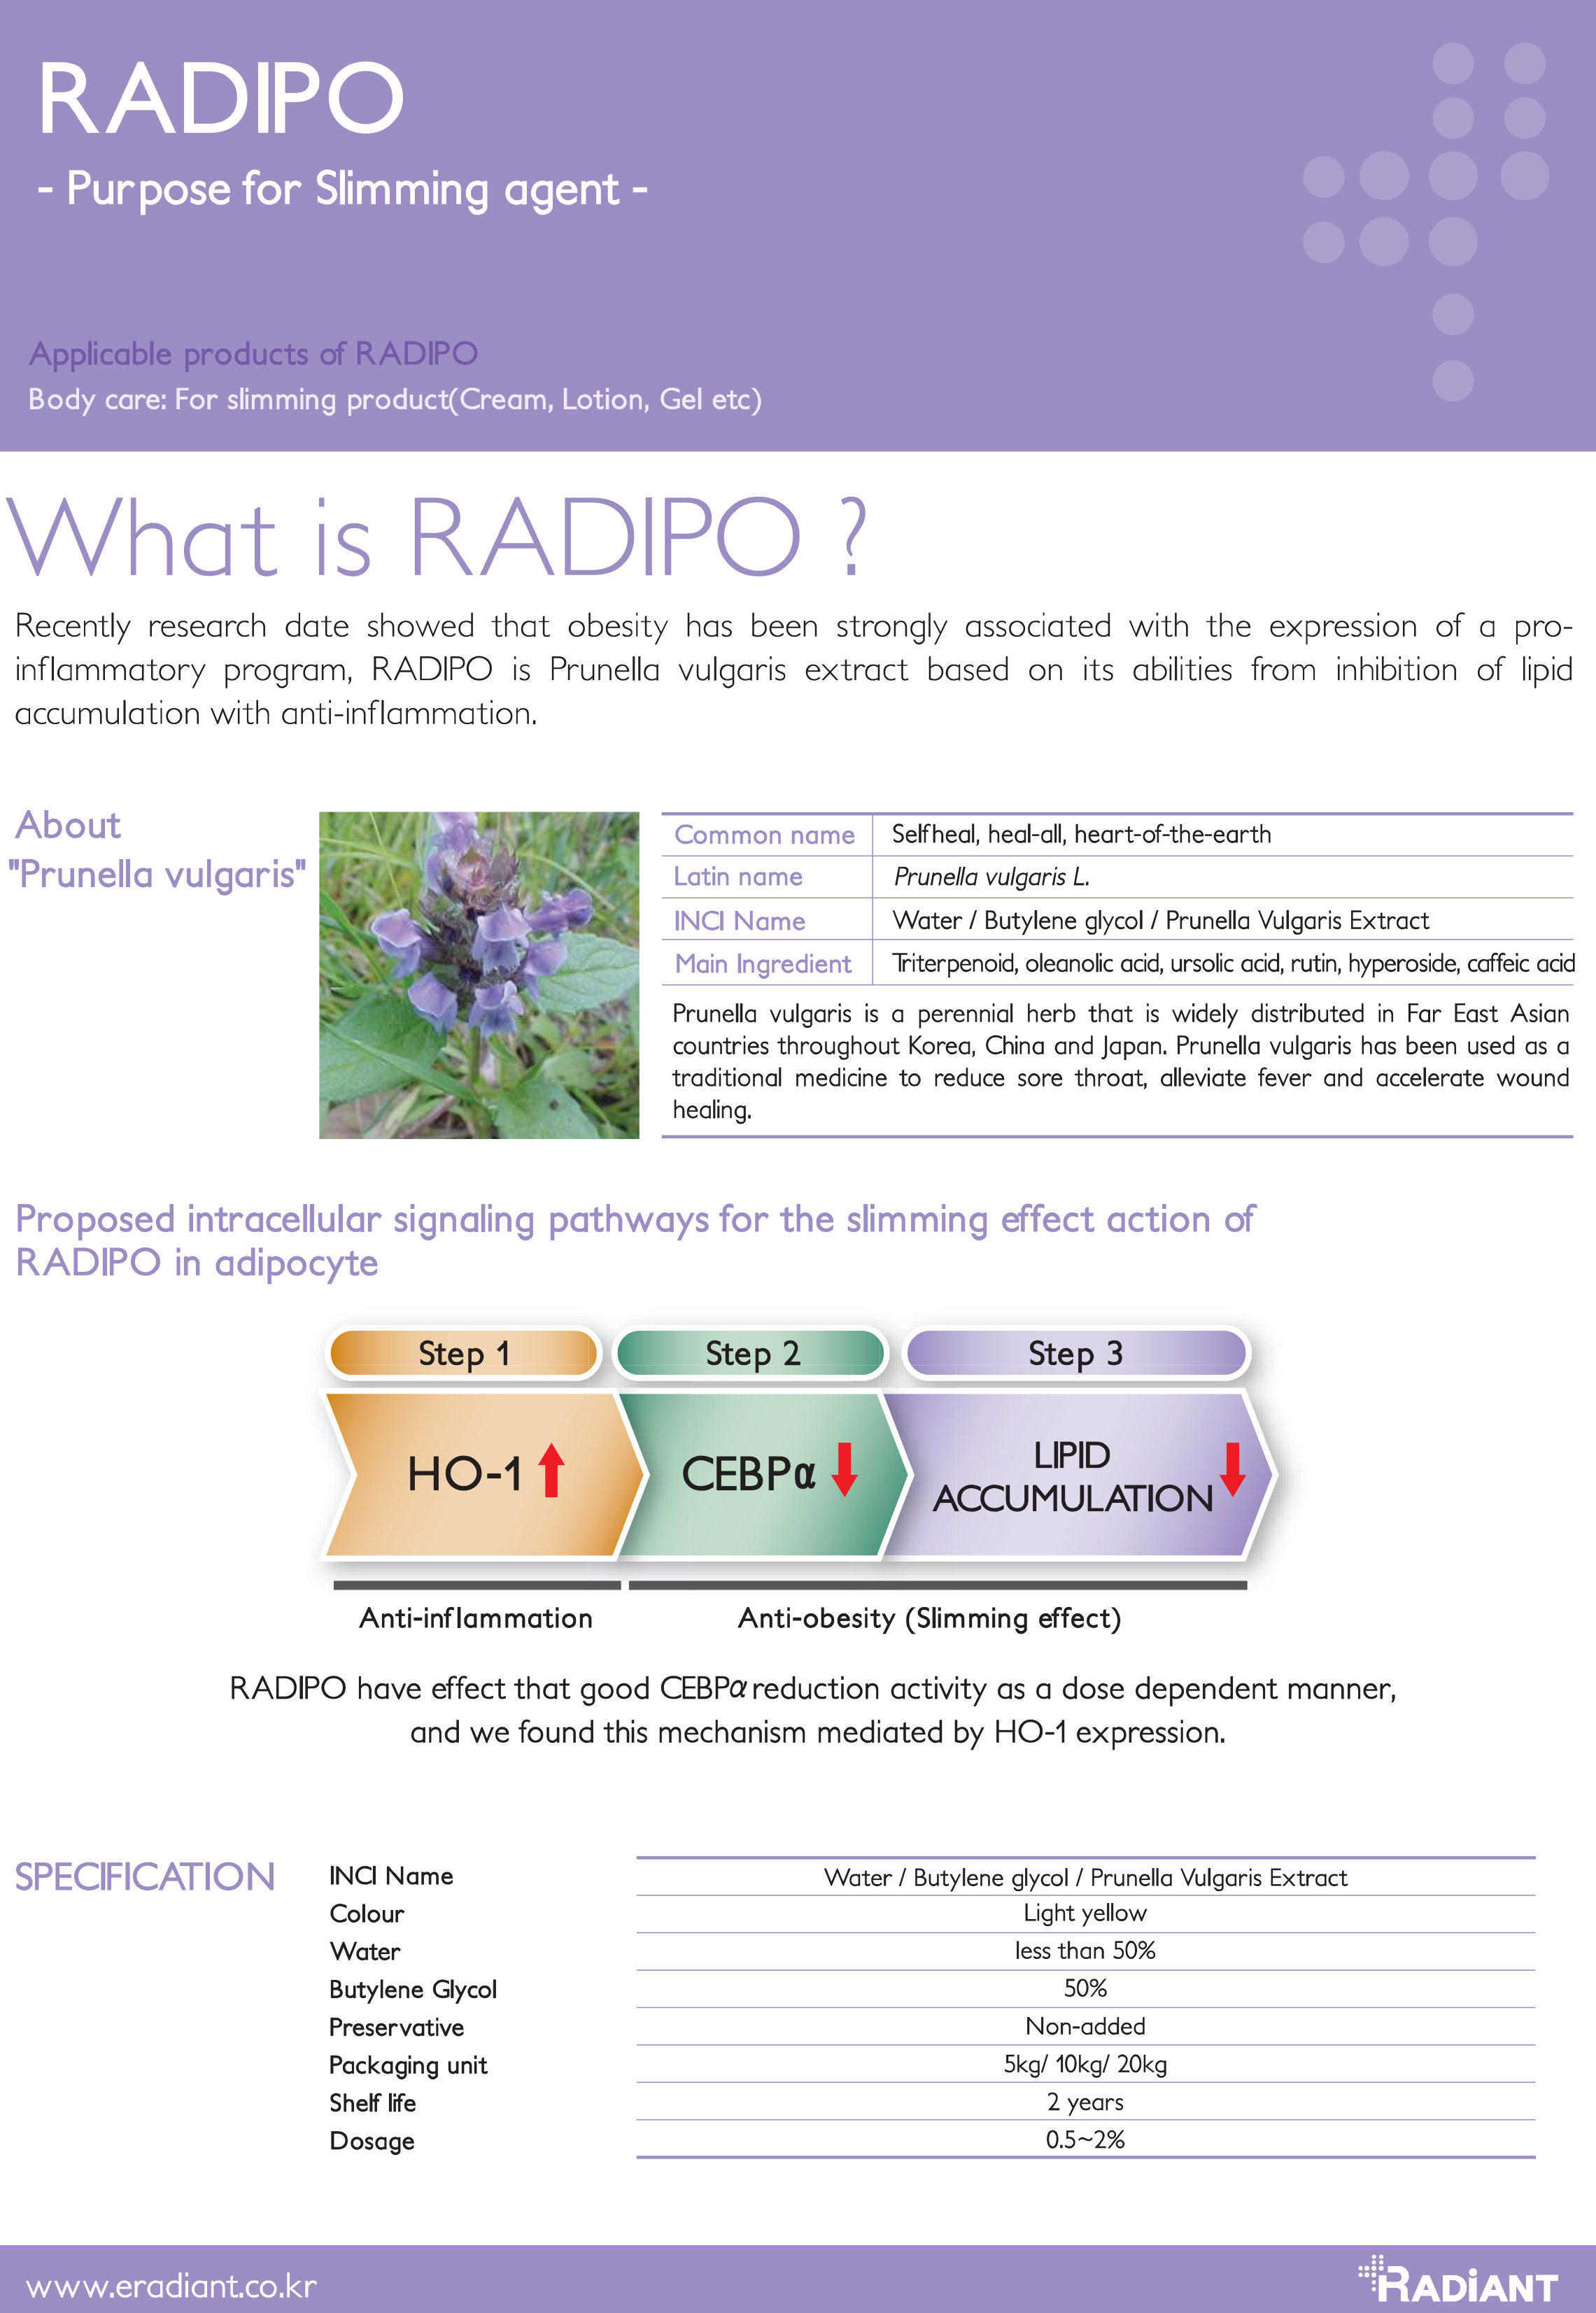 RADIPO
- Purpose for Slimming agent -
Applicable products of RADIPO
Body care: For slimming product(Cream, Lotion, Gel etc)
What is RADIPO ?
Recently research date showed that obesity has been strongly associated with the expression of a pro-
inflammatory program, RADIPO is Prunella vulgaris extract based on its abilities from inhibition of lipid
accumulation with anti-inflammation.
About
"Prunella vulgaris"
Common name Selfheal, heal-all, heart-of-the-earth
Latin name Prunella vulgaris L.
INCI Name Water / Butylene glycol / Prunella Vulgaris Extract
Main Ingredient Triterpenoid, oleanolic acid, ursolic acid, rutin, hyperoside, caffeic acid
Prunella vulgaris is a perennial herb that is widely distributed in Far East Asian
countries throughout Korea, China and Japan. Prunella vulgaris has been used as a
traditional medicine to reduce sore throat, alleviate fever and accelerate wound
healing.
Proposed intracellular signaling pathways for the slimming effect action of
RADIPO in adipocyte
Step 1 Step 2 Step 3
HO-1 CEBPα LIPID
ACCUMULATION
Anti-inflammation Anti-obesity (Slimming effect)
RADIPO have effect that good CEBPα reduction activity as a dose dependent manner,
and we found this mechanism mediated by HO-1 expression.
SPECIFICATION
INCI Name Water / Butylene glycol / Prunella Vulgaris Extract
Colour Light yellow
Water less than 50%
Butylene Glycol 50%
Preservative Non-added
Packaging unit 5kg/ 10kg/ 20kg
Shelf life 2 years
Dosage 0.5~2%
www.eradiant.co.kr
RADiANT